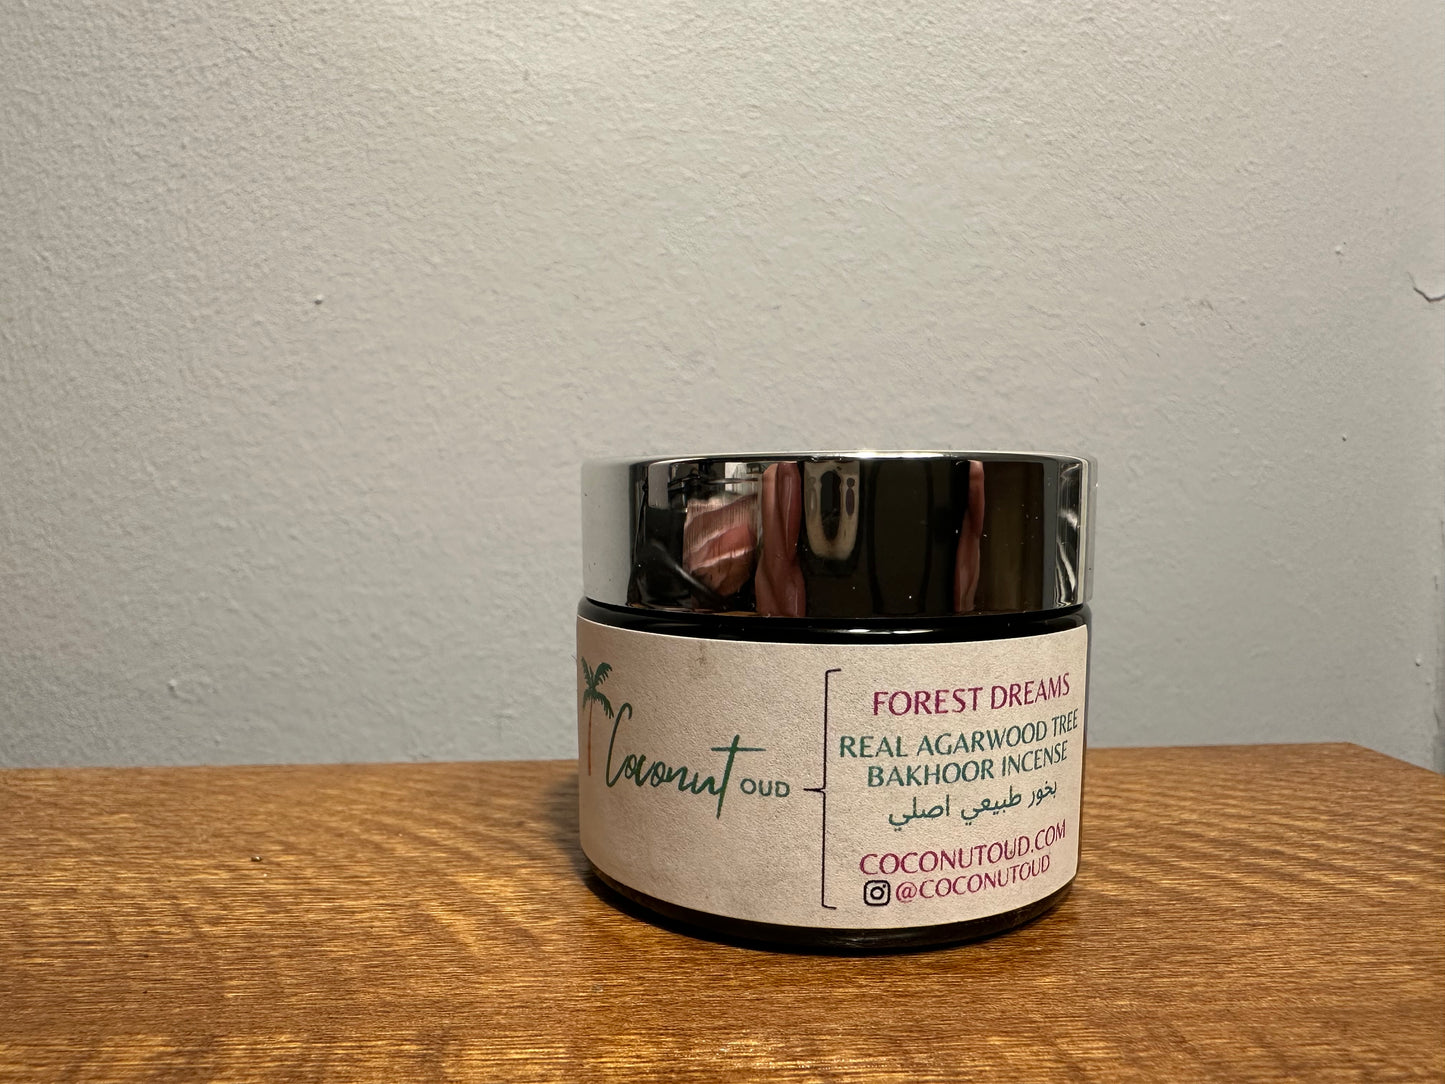 Coconut OUD
FOREST DREAMS
REAL AGARWOOD TREE
BAKHOOR INCENSE
بخور طبيعي اصلي
COCONUTOUD.COM
@COCONUTOUD